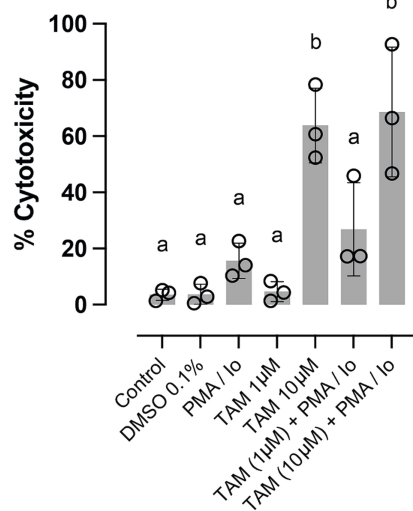 b
100
b
80
a
60
a
40
a
a
a
20
0
% Cytotoxicity
Control
DMSO 0.1%
PMA / Io
TAM 1µM
TAM 10µM
TAM (1µM) + PMA / Io
TAM (10µM) + PMA / Io